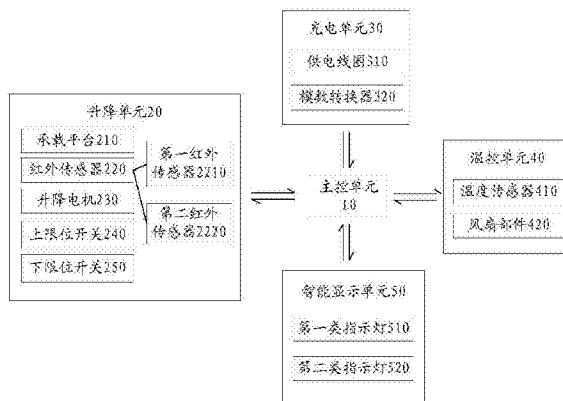 充电单元30
供电线圈310
模数转换器320
升降单元20
承载平台210
红外传感器220
升降电机230
上限位开关240
下限位开关250
第一红外
传感器2210
第二红外
传感器2220
主控单元
10
温控单元40
温度传感器410
风扇部件420
智能显示单元50
第一类指示灯510
第二类指示灯520